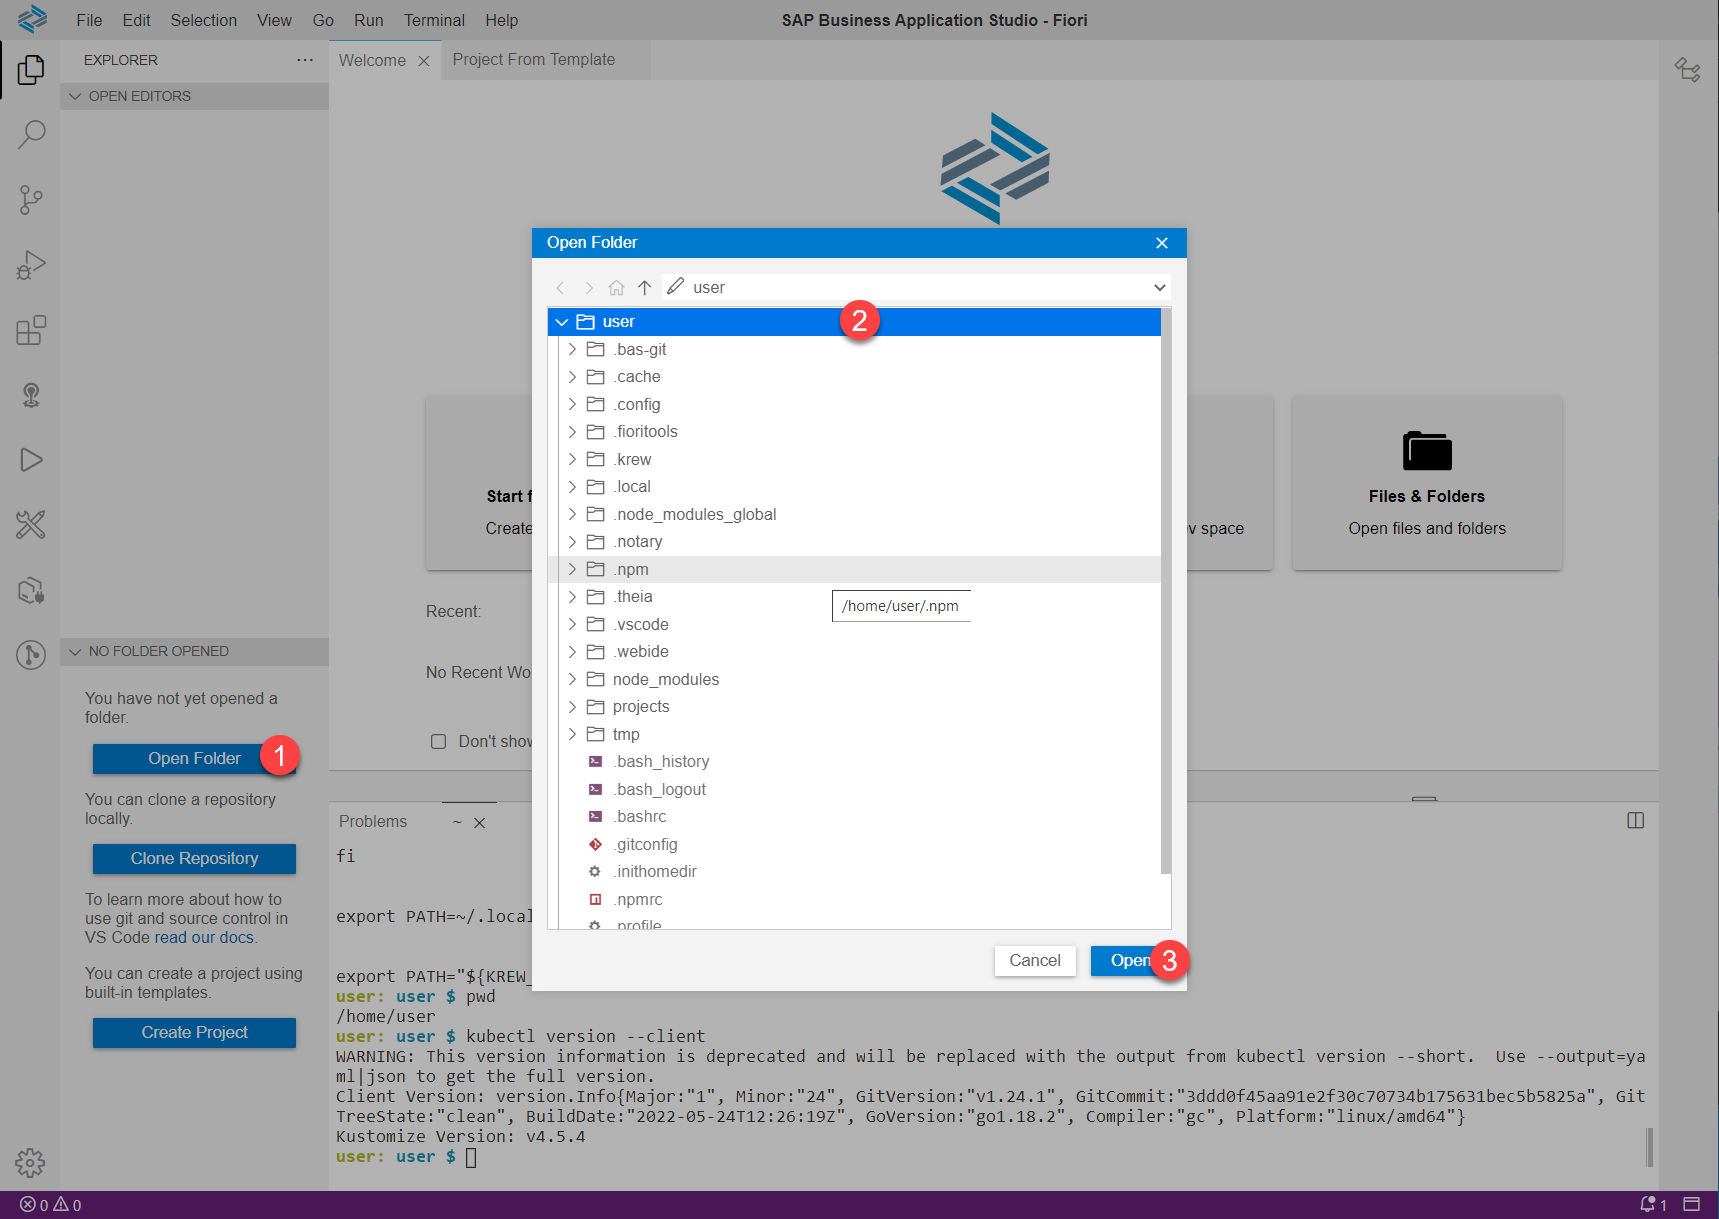 File Edit Selection View Go Run Terminal Help
SAP Business Application Studio - Fiori
EXPLORER
OPEN EDITORS
Welcome
Project From Template
Open Folder
user
user
2
.bas-git
.cache
.config
.fioritools
.krew
.local
.node_modules_global
.notary
.npm
/home/user/.npm
.theia
.vscode
.webide
node_modules
projects
tmp
.bash_history
.bash_logout
.bashrc
.gitconfig
.inithomedir
.npmrc
.profile
Cancel
Open
3
Start f
Create
v space
Files & Folders
Open files and folders
Recent:
No Recent Wo
Don't show
NO FOLDER OPENED
You have not yet opened a
folder.
Open Folder
1
You can clone a repository
locally.
Clone Repository
To learn more about how to
use git and source control in
VS Code read our docs.
You can create a project using
built-in templates.
Create Project
Problems
~
fi
export PATH=~/.local
export PATH="${KREW_
user: user $ pwd
/home/user
user: user $ kubectl version --client
WARNING: This version information is deprecated and will be replaced with the output from kubectl version --short.  Use --output=ya
ml|json to get the full version.
Client Version: version.Info{Major:"1", Minor:"24", GitVersion:"v1.24.1", GitCommit:"3ddd0f45aa91e2f30c70734b175631bec5b5825a", Git
TreeState:"clean", BuildDate:"2022-05-24T12:26:19Z", GoVersion:"go1.18.2", Compiler:"gc", Platform:"linux/amd64"}
Kustomize Version: v4.5.4
user: user $
0 0
1